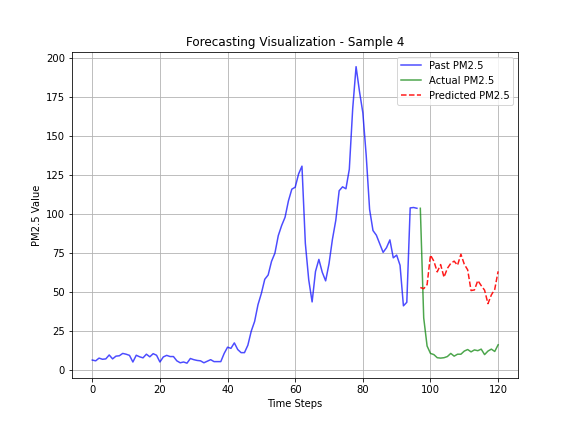 Forecasting Visualization - Sample 4
Past PM2.5
Actual PM2.5
Predicted PM2.5
200
175
150
125
100
75
50
25
0
PM2.5 Value
0 20 40 60 80 100 120
Time Steps